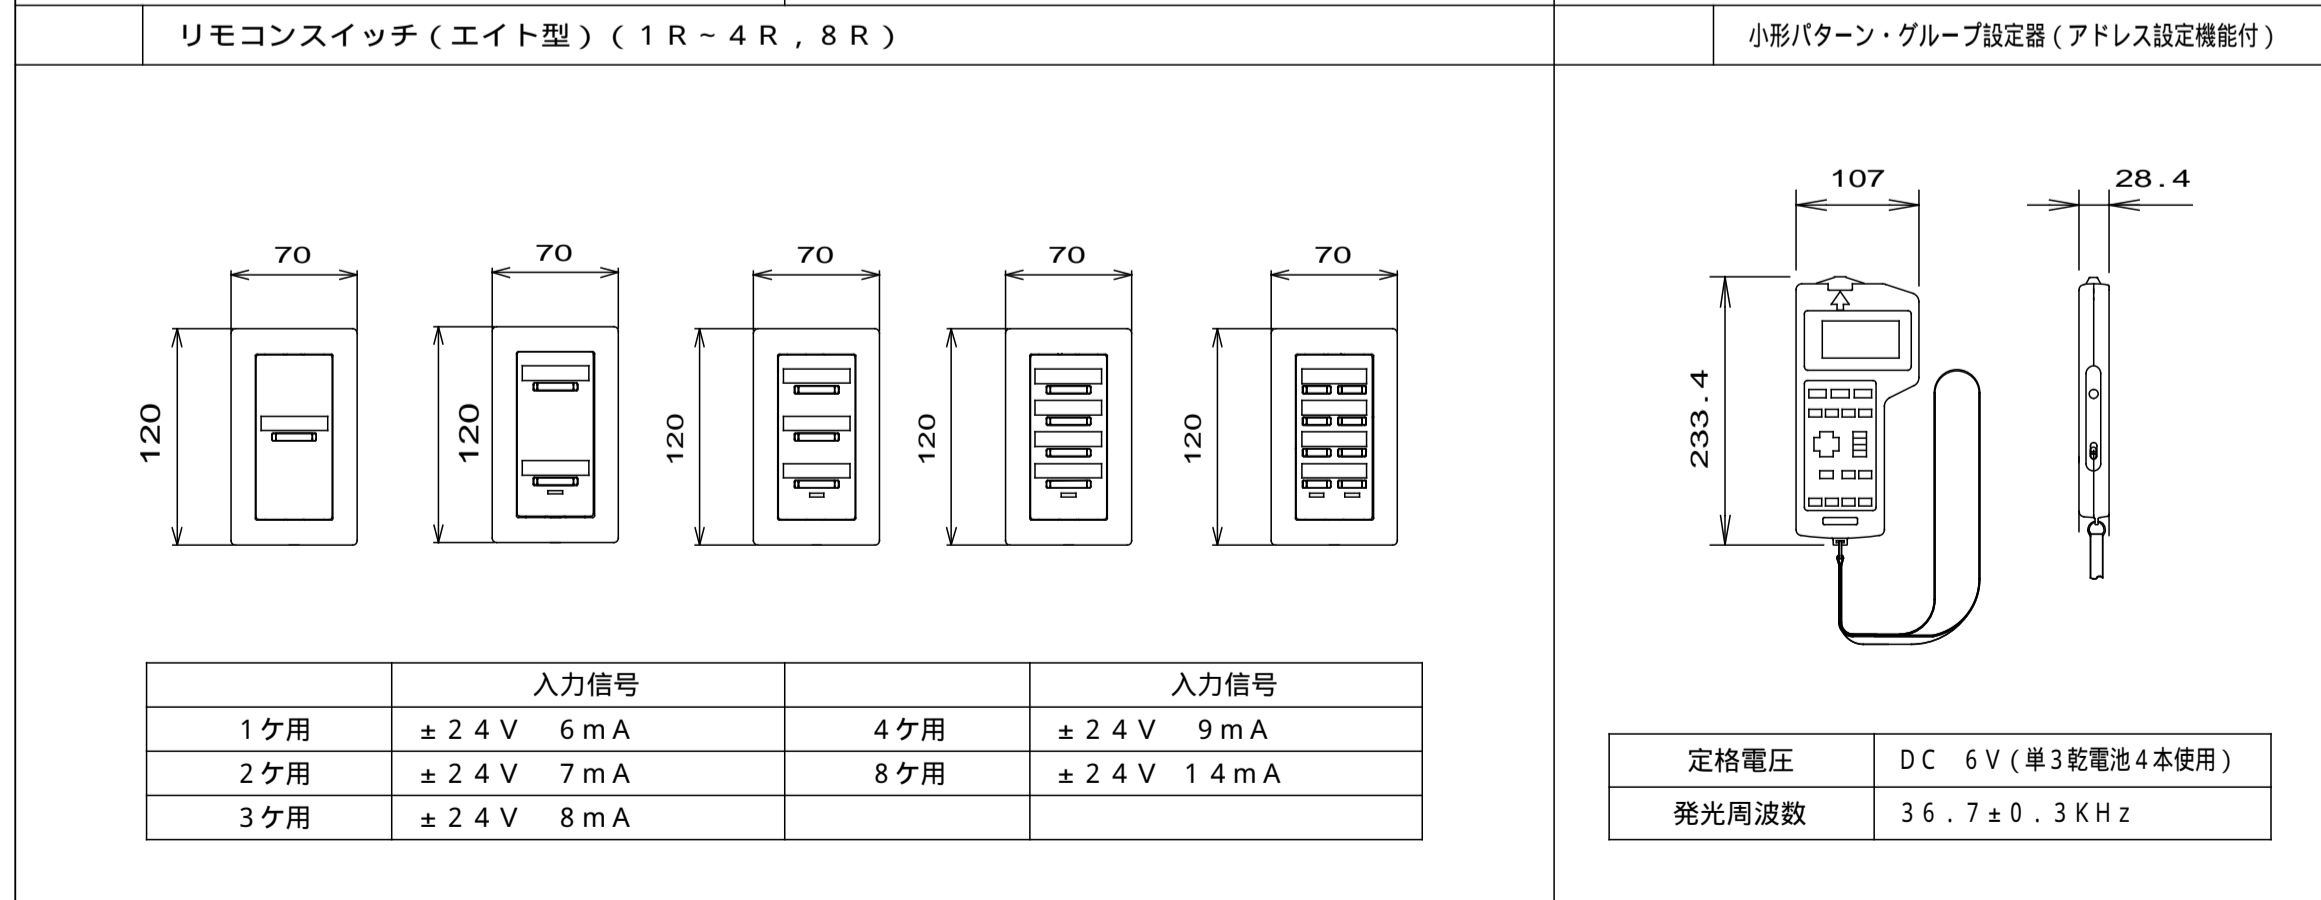 リモコンスイッチ(エイト型)(1R~4R,8R)
70
70
70
70
70
120
120
120
120
120
入力信号 入力信号
1ケ用 ±24V 6mA 4ケ用 ±24V 9mA
2ケ用 ±24V 7mA 8ケ用 ±24V 14mA
3ケ用 ±24V 8mA
小形パターン・グループ設定器(アドレス設定機能付)
107
28.4
233.4
定格電圧 DC 6V(単3乾電池4本使用)
発光周波数 36.7±0.3KHz